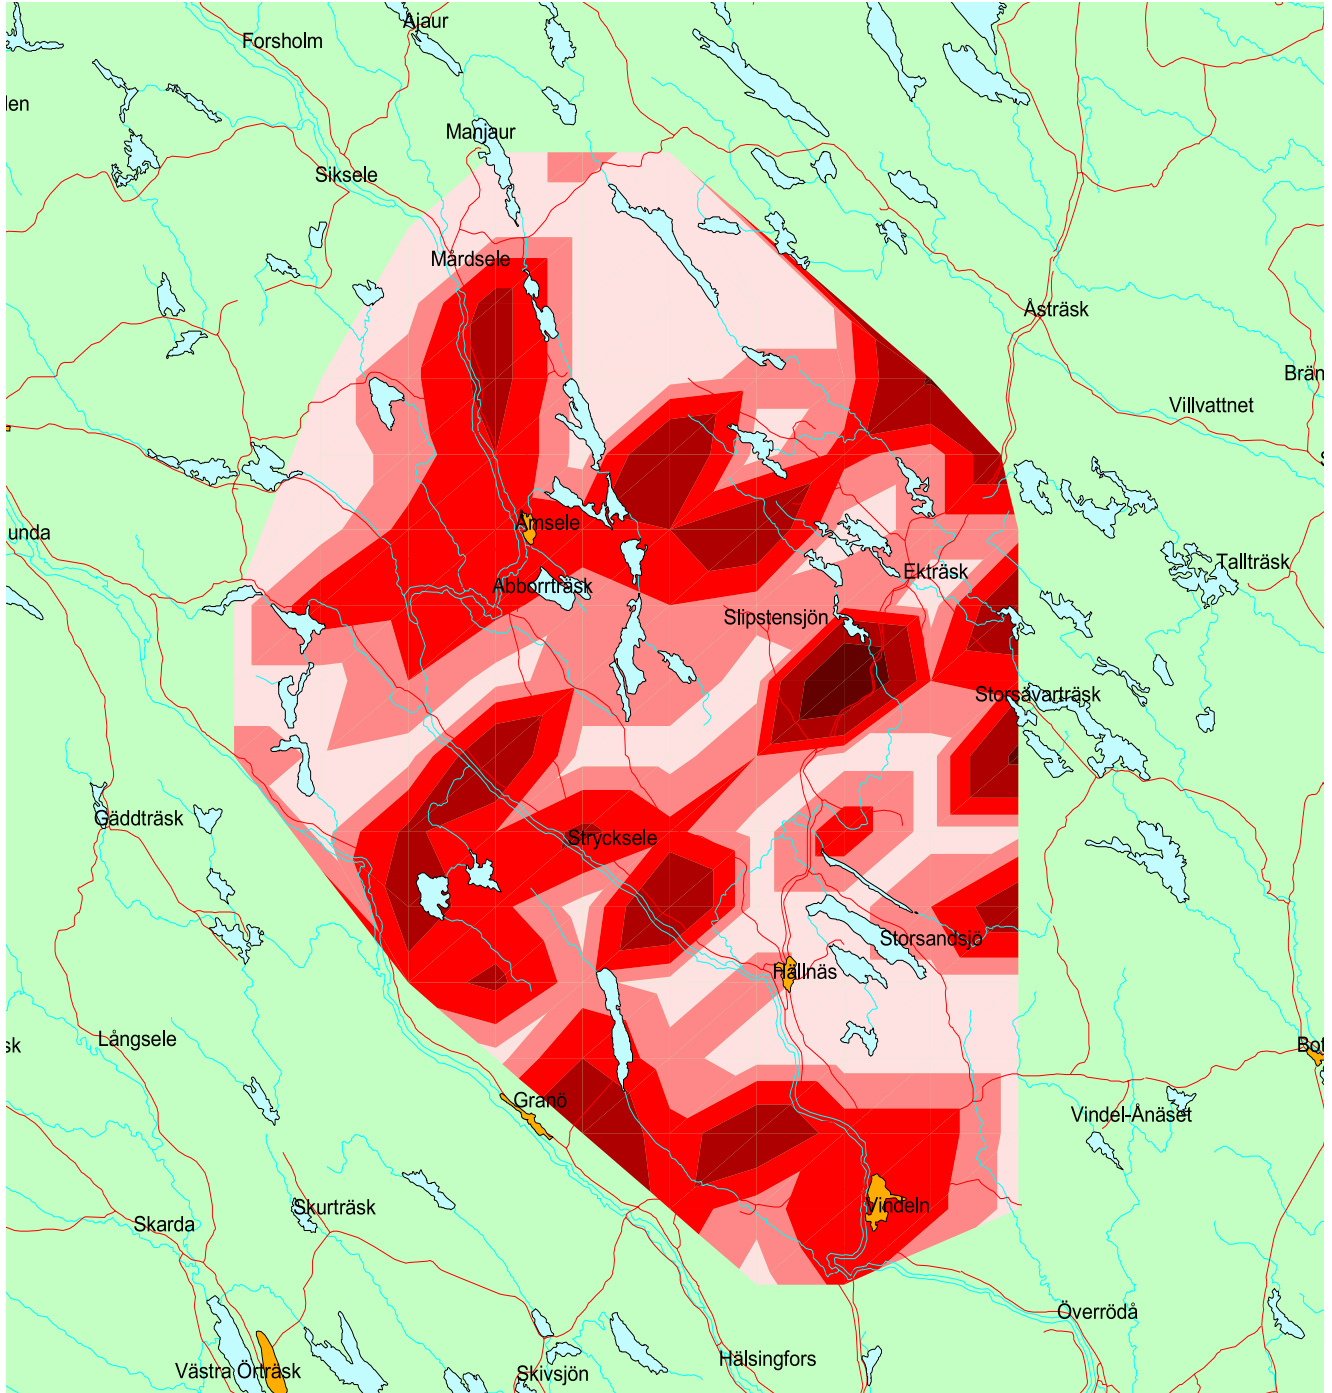 Ajaur
Forsholm
len
Manjaur
Siksele
Mårdsele
Åsträsk
Brän
Villvattnet
unda
Åmsele
Tallträsk
Ekträsk
Abborrträsk
Slipstensjön
Storsävarträsk
Gäddträsk
Strycksele
Storsandsjö
Hällnäs
Långsele
sk
Bot
Granö
Vindel-Ånäset
Skurträsk
Vindeln
Skarda
Överrödå
Hälsingfors
Västra Örträsk
Skivsjön